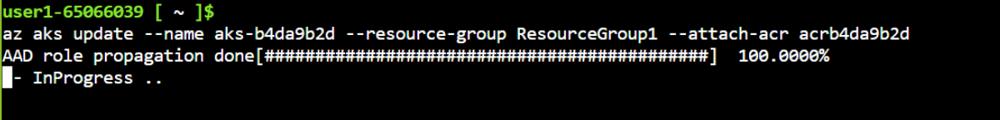 user1-65066039 [ ~ ]$
az aks update --name aks-b4da9b2d --resource-group ResourceGroup1 --attach-acr acrb4da9b2d
AAD role propagation done[############################################]  100.0000%
- InProgress ..